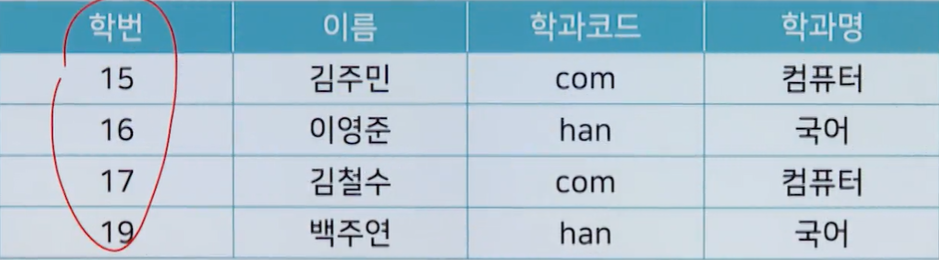 학번 이름 학과코드 학과명
15 김주민 com 컴퓨터
16 이영준 han 국어
17 김철수 com 컴퓨터
19 백주연 han 국어